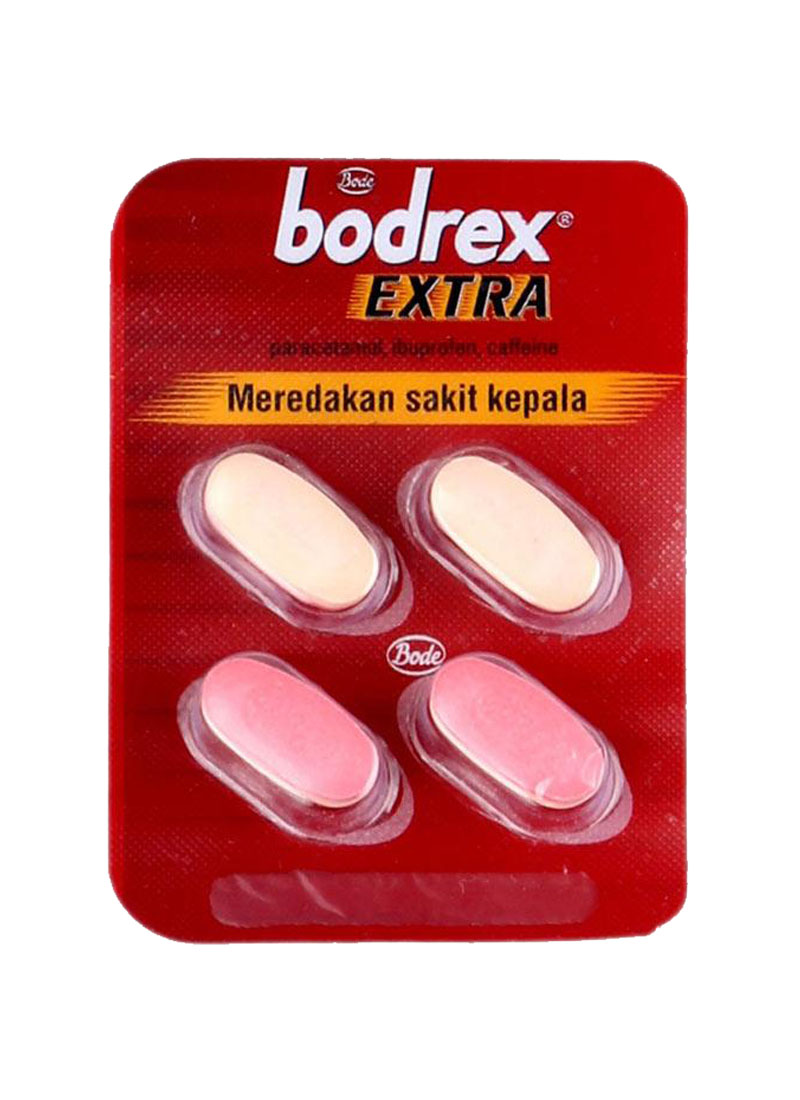 Bode
bodrex®
EXTRA
paracetamol, ibuprofen, caffeine
Meredakan sakit kepala
Bode